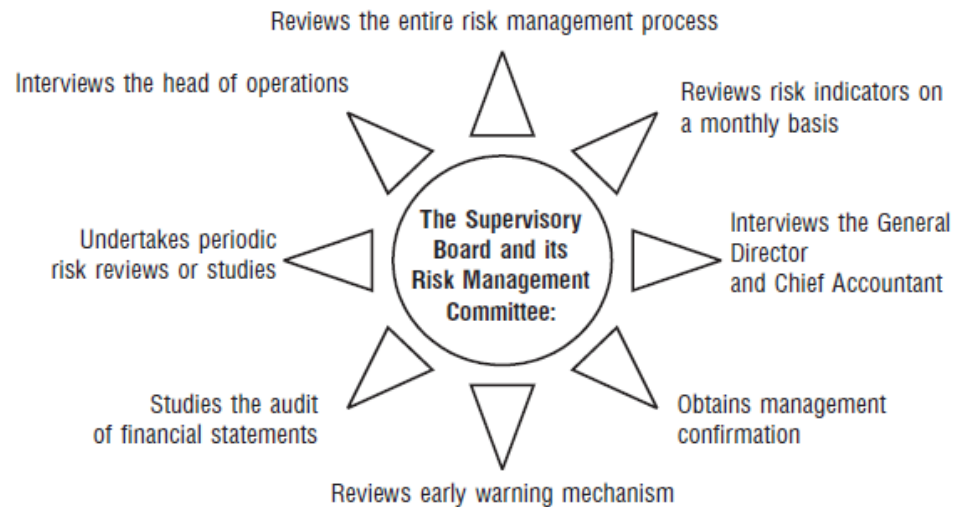 Reviews the entire risk management process
Interviews the head of operations
Reviews risk indicators on
a monthly basis
The Supervisory
Board and its
Risk Management
Committee:
Undertakes periodic
risk reviews or studies
Interviews the General
Director
and Chief Accountant
Studies the audit
of financial statements
Obtains management
confirmation
Reviews early warning mechanism